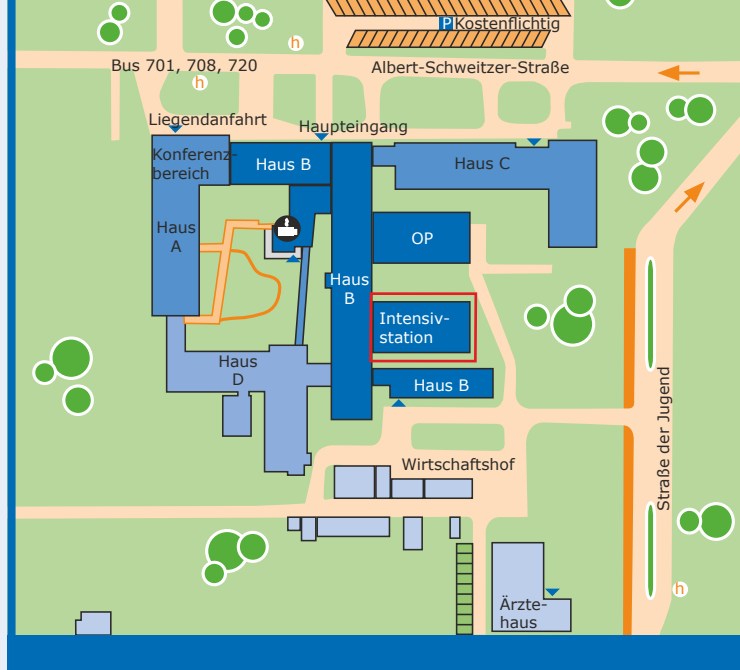 P Kostenflichtig
h
Bus 701, 708, 720
Albert-Schweitzer-Straße
h
Liegendanfahrt
Haupteingang
Konferenz-
bereich
Haus B
Haus C
Haus
A
OP
Haus
B
Intensiv-
station
Haus
D
Haus B
Wirtschaftshof
Straße der Jugend
h
Ärzte-
haus